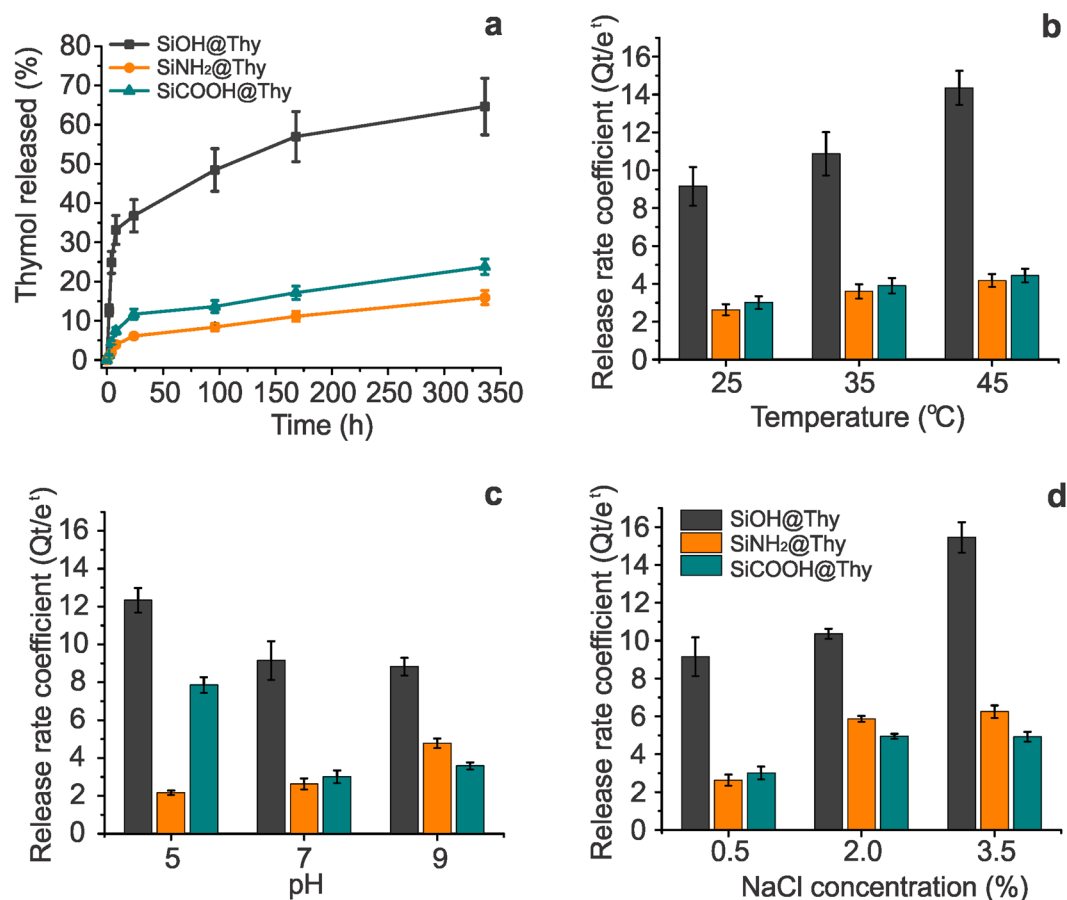 a
SiOH@Thy
SiNH₂@Thy
SiCOOH@Thy
Thymol released (%)
80
70
60
50
40
30
20
10
0
0 50 100 150 200 250 300 350
Time (h)
b
Release rate coefficient (Qt/eᵗ)
16
14
12
10
8
6
4
2
0
25 35 45
Temperature (ºC)
c
Release rate coefficient (Qt/eᵗ)
16
14
12
10
8
6
4
2
0
5 7 9
pH
d
SiOH@Thy
SiNH₂@Thy
SiCOOH@Thy
Release rate coefficient (Qt/eᵗ)
16
14
12
10
8
6
4
2
0
0.5 2.0 3.5
NaCl concentration (%)